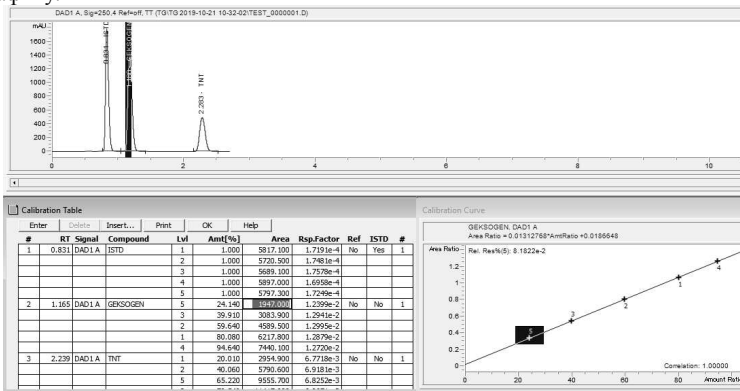 DAD1 A, Sig=250,4 Ref=off, TT (TG\TG 2019-10-21 10-32-02\TEST_0000001.D)
mAU
1600
1400
1200
1000
800
600
400
200
0
0.834 - ISTD
2.283 - TNT
0 2 4 6 8 10
Calibration Table
Enter Delete Insert... Print OK Help
# RT Signal Compound Lvl Amt[%] Area Rsp.Factor Ref ISTD #
1 0.831 DAD1 A ISTD 1 1.000 5817.100 1.7191e-4 No Yes 1
2 1.000 5720.500 1.7481e-4
3 1.000 5689.100 1.7578e-4
4 1.000 5897.000 1.6958e-4
5 1.000 5797.300 1.7249e-4
2 1.165 DAD1 A GEKSOGEN 5 24.140 1947.000 1.2399e-2 No No 1
3 39.910 3083.900 1.2941e-2
2 59.640 4589.500 1.2995e-2
1 80.080 6217.800 1.2879e-2
4 94.640 7440.100 1.2720e-2
3 2.239 DAD1 A TNT 1 20.010 2954.900 6.7718e-3 No No 1
2 40.060 5790.600 6.9181e-3
5 65.220 9555.700 6.8252e-3
Calibration Curve
GEKSOGEN, DAD1 A
Area Ratio = 0.01312768*AmtRatio +0.0186648
Area Ratio
Rel. Res%(5): 8.1822e-2
1.2
1
0.8
0.6
0.4
0.2
0
5
3
2
1
4
Correlation: 1.00000
0 20 40 60 80 Amount Ratio